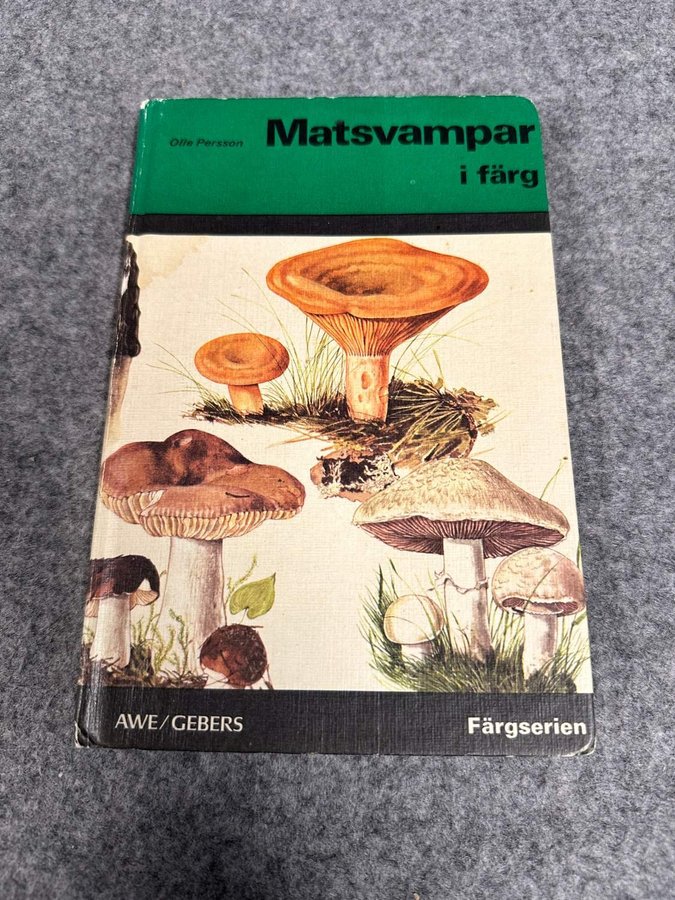 Olle Persson
Matsvampar
i färg
AWE/GEBERS
Färgserien